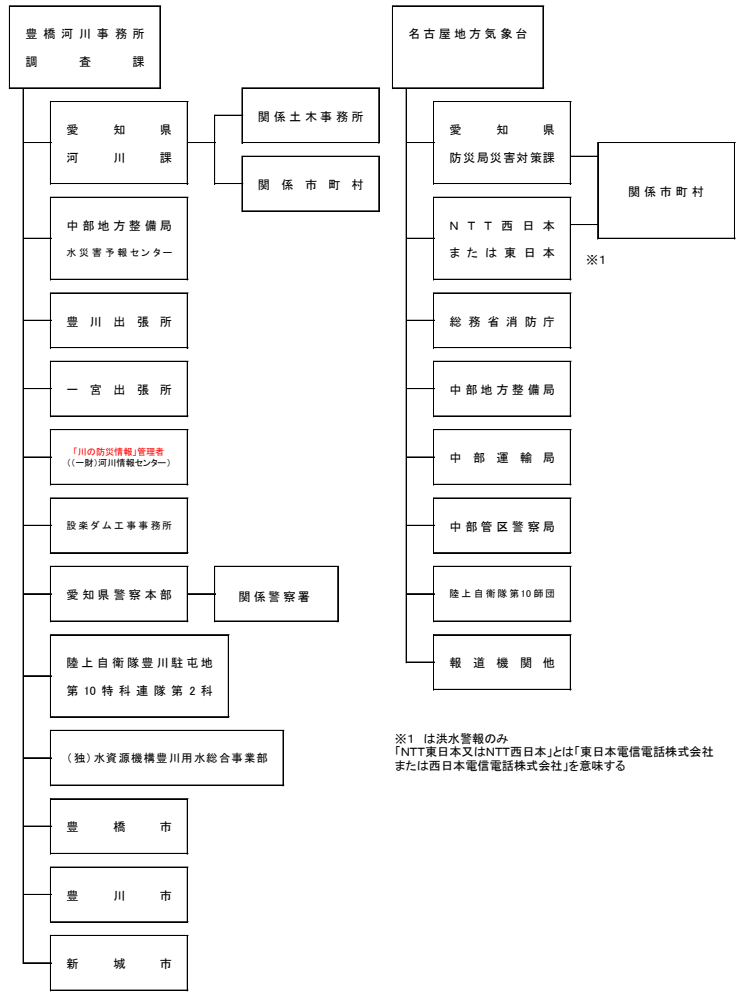 豊橋河川事務所
調査課
愛知県
河川課
関係土木事務所
関係市町村
中部地方整備局
水災害予報センター
豊川出張所
一宮出張所
「川の防災情報」管理者
((一財)河川情報センター)
設楽ダム工事事務所
愛知県警察本部
関係警察署
陸上自衛隊豊川駐屯地
第10特科連隊第2科
(独)水資源機構豊川用水総合事業部
豊橋市
豊川市
新城市
名古屋地方気象台
愛知県
防災局災害対策課
関係市町村
NTT西日本
または東日本
※1
総務省消防庁
中部地方整備局
中部運輸局
中部管区警察局
陸上自衛隊第10師団
報道機関他
※1 は洪水警報のみ
「NTT東日本又はNTT西日本」とは「東日本電信電話株式会社
または西日本電信電話株式会社」を意味する